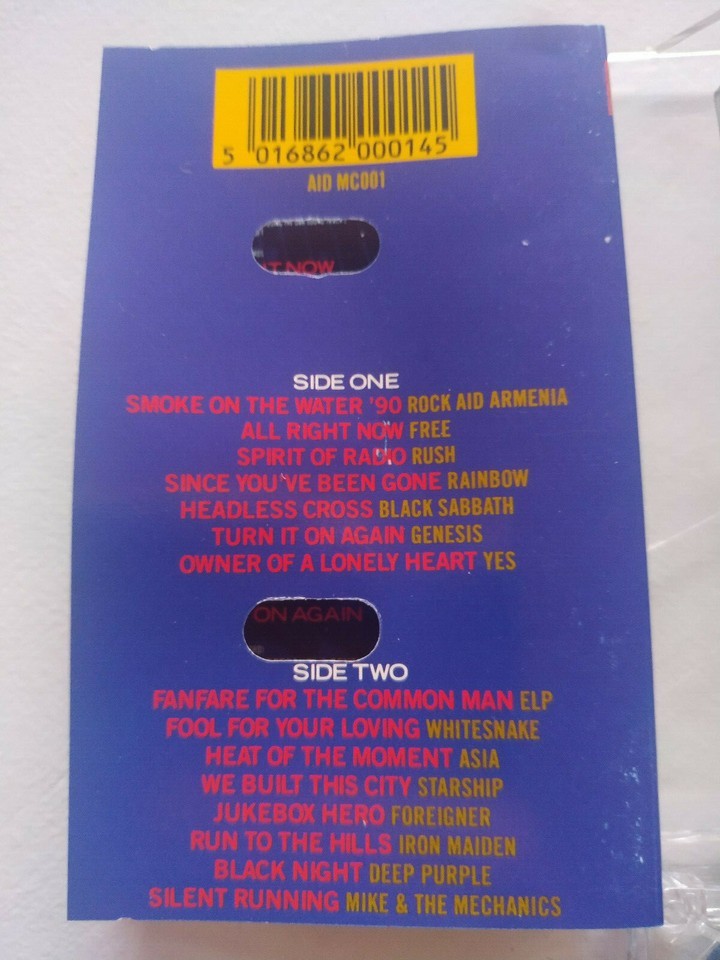 5 016862 000145
AID MC001
T NOW
SIDE ONE
SMOKE ON THE WATER '90 ROCK AID ARMENIA
ALL RIGHT NOW FREE
SPIRIT OF RADIO RUSH
SINCE YOU'VE BEEN GONE RAINBOW
HEADLESS CROSS BLACK SABBATH
TURN IT ON AGAIN GENESIS
OWNER OF A LONELY HEART YES
ON AGAIN
SIDE TWO
FANFARE FOR THE COMMON MAN ELP
FOOL FOR YOUR LOVING WHITESNAKE
HEAT OF THE MOMENT ASIA
WE BUILT THIS CITY STARSHIP
JUKEBOX HERO FOREIGNER
RUN TO THE HILLS IRON MAIDEN
BLACK NIGHT DEEP PURPLE
SILENT RUNNING MIKE & THE MECHANICS